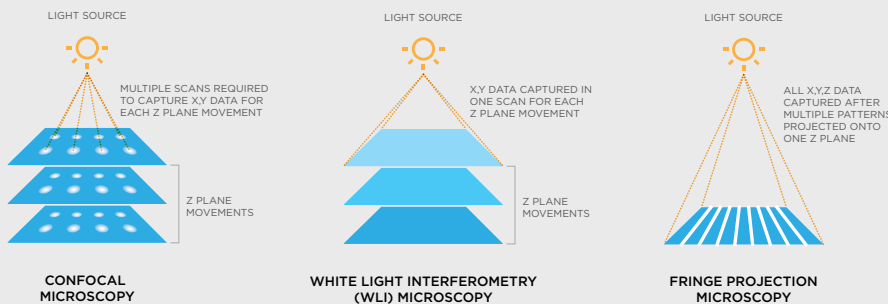 LIGHT SOURCE
MULTIPLE SCANS REQUIRED
TO CAPTURE X,Y DATA FOR
EACH Z PLANE MOVEMENT
Z PLANE
MOVEMENTS
CONFOCAL
MICROSCOPY
LIGHT SOURCE
X,Y DATA CAPTURED IN
ONE SCAN FOR EACH
Z PLANE MOVEMENT
Z PLANE
MOVEMENTS
WHITE LIGHT INTERFEROMETRY
(WLI) MICROSCOPY
LIGHT SOURCE
ALL X,Y,Z DATA
CAPTURED AFTER
MULTIPLE PATTERNS
PROJECTED ONTO
ONE Z PLANE
FRINGE PROJECTION
MICROSCOPY